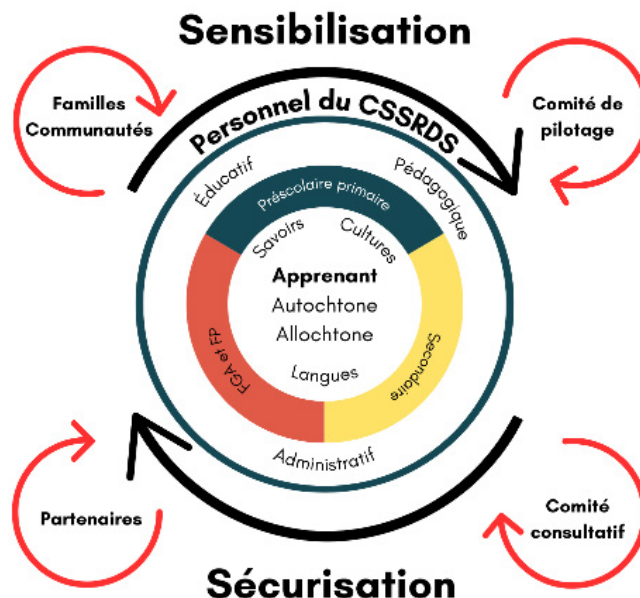 Sensibilisation
Familles
Communautés
Comité de
pilotage
Personnel du CSSRDS
Éducatif
Pédagogique
Préscolaire primaire
Savoirs
Cultures
Apprenant
Autochtone
Allochtone
Langues
FGA et FP
Secondaire
Administratif
Partenaires
Comité
consultatif
Sécurisation